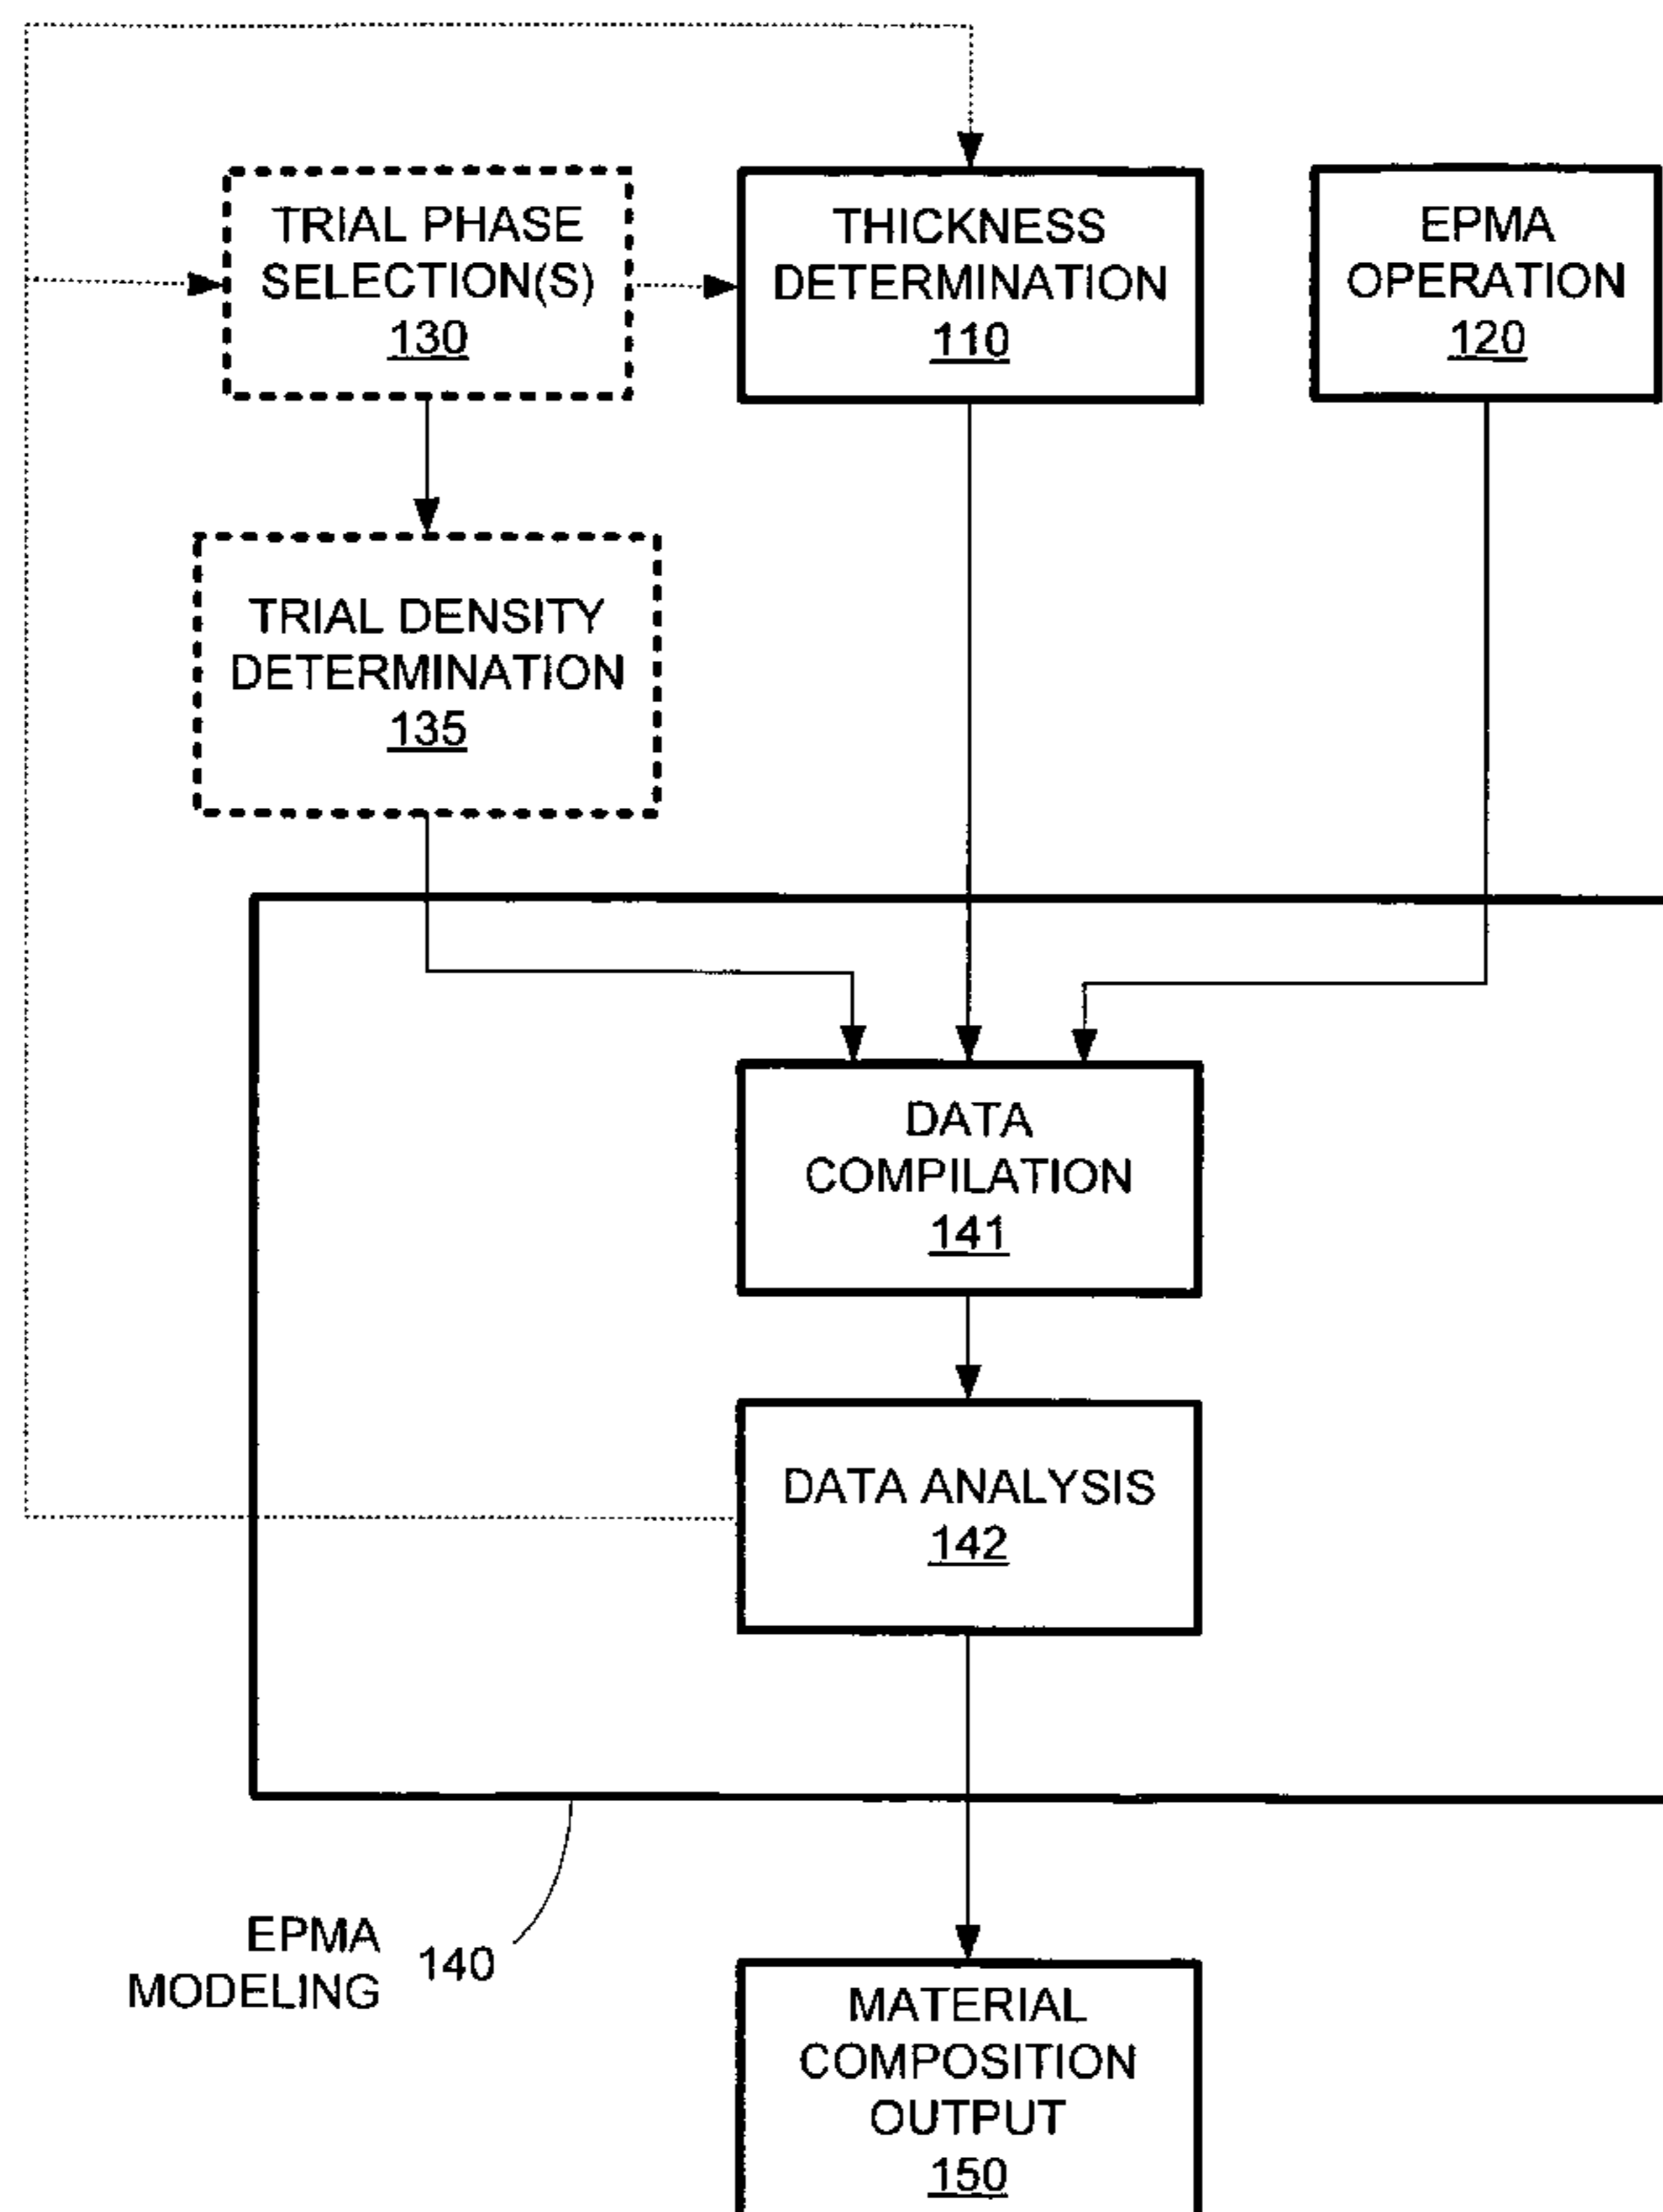 TRIAL PHASE
SELECTION(S)
130
THICKNESS
DETERMINATION
110
EPMA
OPERATION
120
TRIAL DENSITY
DETERMINATION
135
DATA
COMPILATION
141
DATA ANALYSIS
142
EPMA
MODELING
140
MATERIAL
COMPOSITION
OUTPUT
150